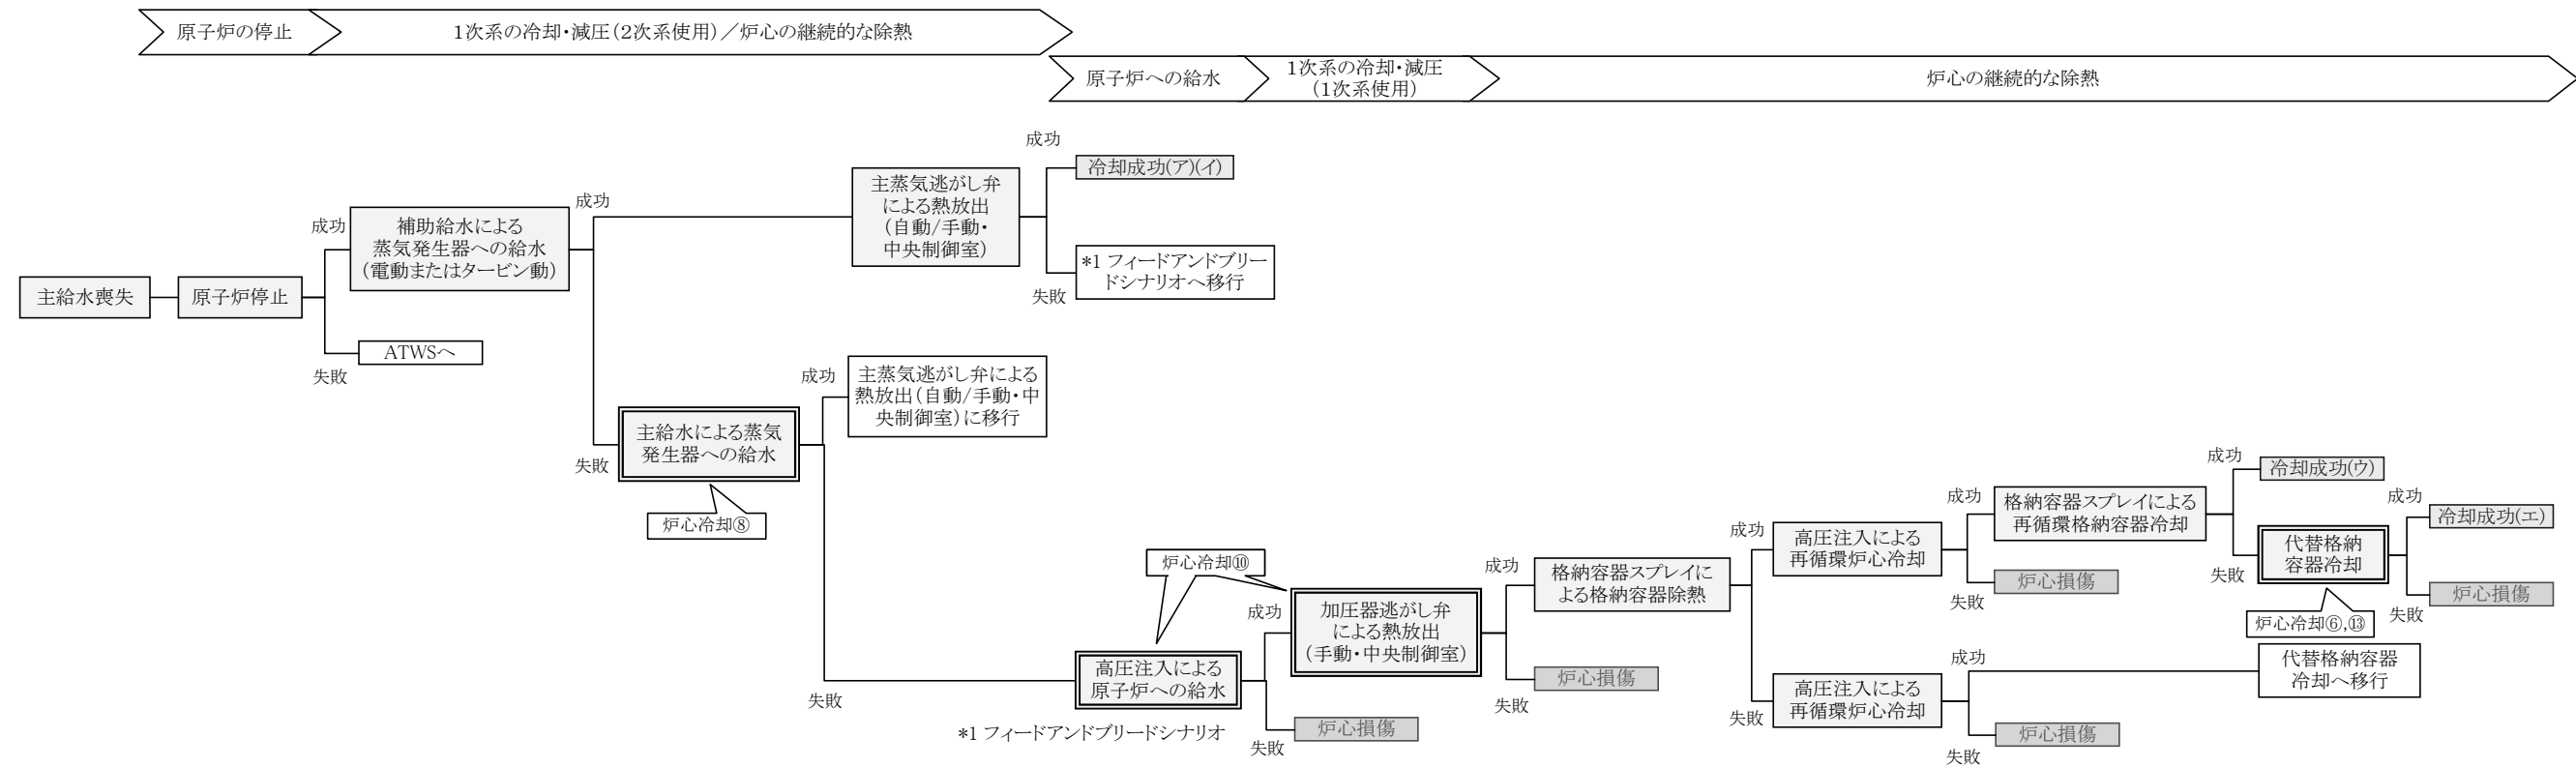 原子炉の停止
1次系の冷却・減圧(2次系使用)／炉心の継続的な除熱
原子炉への給水
1次系の冷却・減圧
(1次系使用)
炉心の継続的な除熱
主給水喪失
原子炉停止
成功
失敗
補助給水による
蒸気発生器への給水
(電動またはタービン動)
ATWSへ
成功
失敗
主蒸気逃がし弁
による熱放出
(自動/手動・
中央制御室)
成功
冷却成功(ア)(イ)
失敗
*1 フィードアンドブリー
ドシナリオへ移行
主給水による蒸気
発生器への給水
炉心冷却⑧
成功
主蒸気逃がし弁による
熱放出(自動/手動・中
央制御室)に移行
失敗
高圧注入による
原子炉への給水
*1 フィードアンドブリードシナリオ
炉心冷却⑩
成功
加圧器逃がし弁
による熱放出
(手動・中央制御室)
失敗
炉心損傷
成功
格納容器スプレイに
よる格納容器除熱
失敗
炉心損傷
成功
高圧注入による
再循環炉心冷却
成功
格納容器スプレイによる
再循環格納容器冷却
失敗
炉心損傷
成功
冷却成功(ウ)
失敗
代替格納
容器冷却
炉心冷却⑥,⑬
成功
冷却成功(エ)
失敗
炉心損傷
失敗
高圧注入による
再循環炉心冷却
成功
代替格納容器
冷却へ移行
失敗
炉心損傷